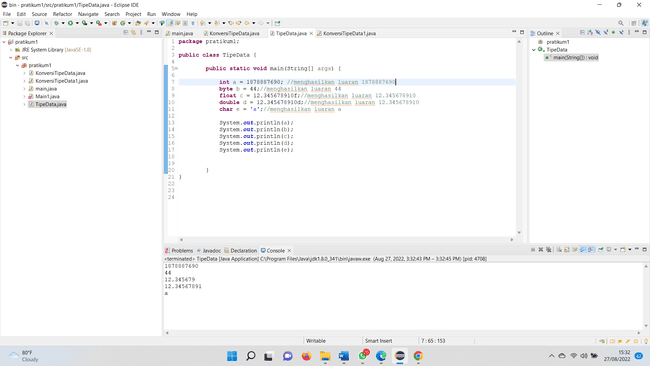 bin - pratikum1/src/pratikum1/TipeData.java - Eclipse IDE
File Edit Source Refactor Navigate Search Project Run Window Help
Package Explorer
pratikum1
JRE System Library [JavaSE-1.8]
src
pratikum1
KonversiTipeData.java
KonversiTipeData1.java
main.java
Main1.java
TipeData.java
main.java KonversiTipeData.java TipeData.java KonversiTipeData1.java
1 package pratikum1;
2
3 public class TipeData {
4
5 public static void main(String[] args) {
6
7 int a = 1878887690; //menghasilkan luaran 1878887690
8 byte b = 44;//menghasilkan luaran 44
9 float c = 12.345678910f;//menghasilkan luaran 12.345678910
10 double d = 12.345678910d;//menghasilkan luaran 12.345678910
11 char e = 'a';//menghasilkan luaran a
12
13 System.out.println(a);
14 System.out.println(b);
15 System.out.println(c);
16 System.out.println(d);
17 System.out.println(e);
18
19
20 }
21 }
22
23
24
Outline
pratikum1
TipeData
main(String[]) : void
Problems Javadoc Declaration Console
<terminated> TipeData [Java Application] C:\Program Files\Java\jdk1.8.0_341\bin\javaw.exe (Aug 27, 2022, 3:32:43 PM – 3:32:45 PM) [pid: 4708]
1878887690
44
12.345679
12.34567891
a
Writable Smart Insert 7 : 65 : 153
80°F
Cloudy
15:32
27/08/2022